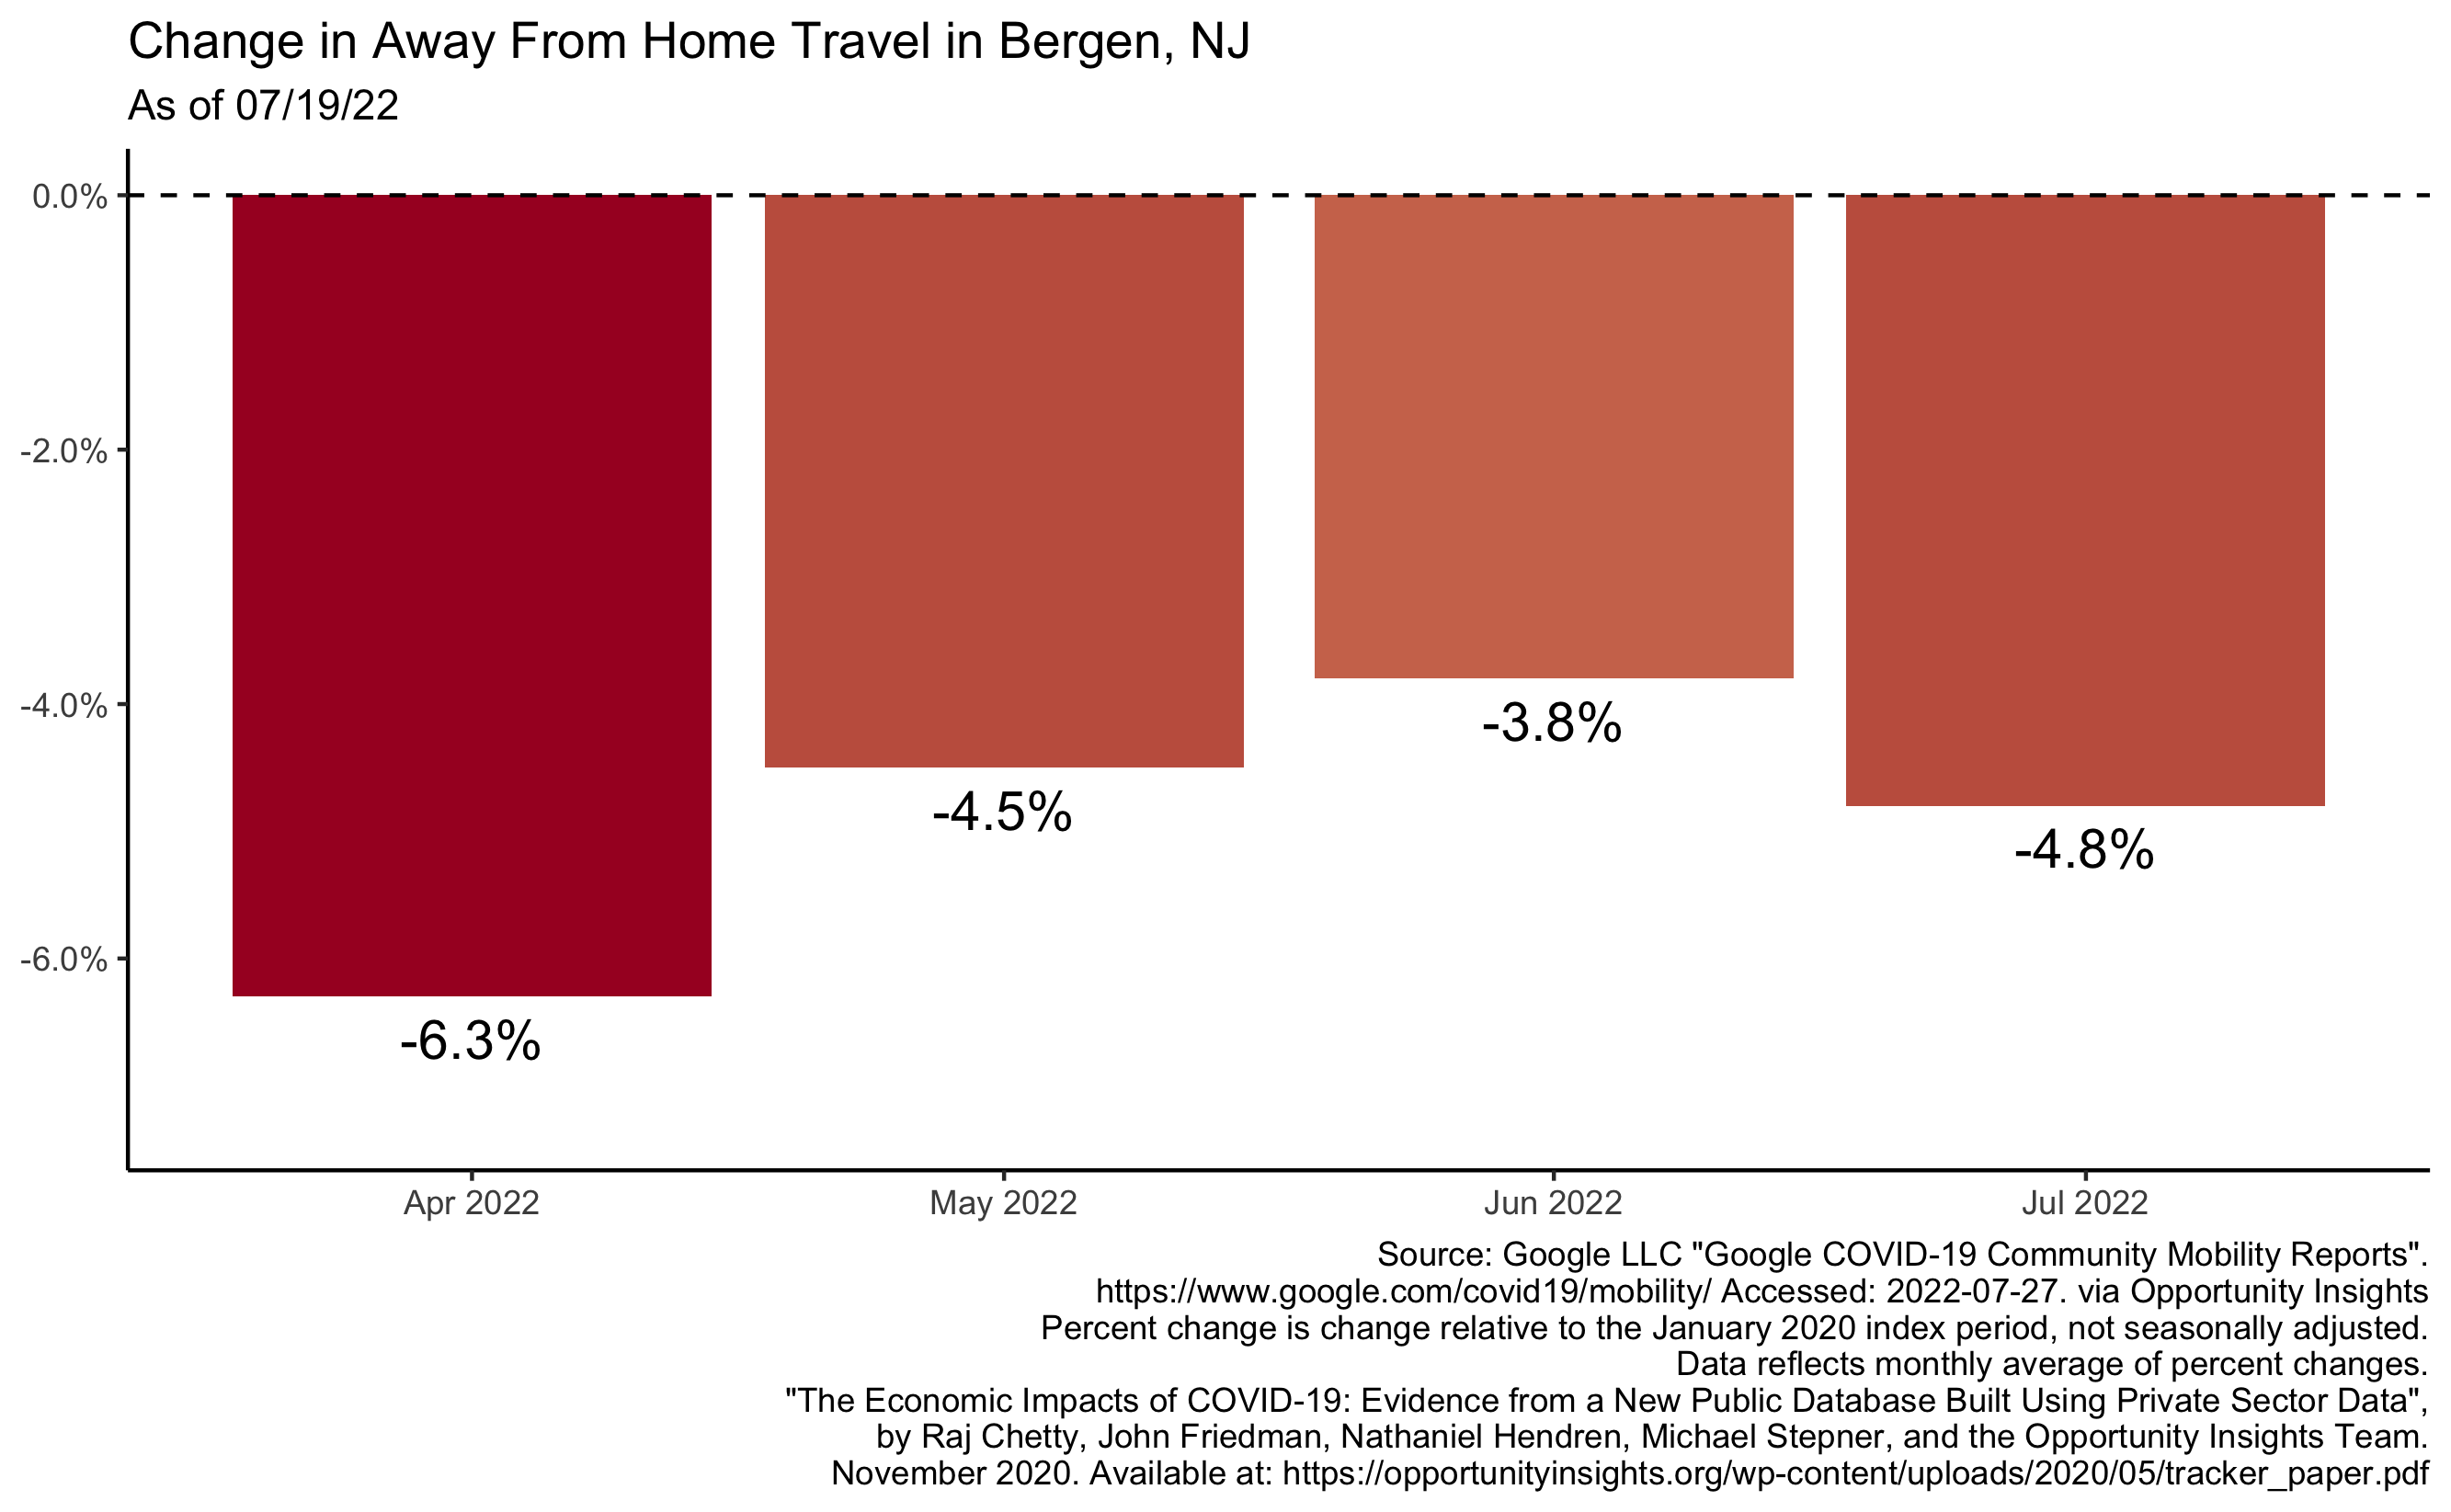 Change in Away From Home Travel in Bergen, NJ
As of 07/19/22
0.0%
-2.0%
-4.0%
-6.0%
-6.3%
-4.5%
-3.8%
-4.8%
Apr 2022
May 2022
Jun 2022
Jul 2022
Source: Google LLC "Google COVID-19 Community Mobility Reports".
https://www.google.com/covid19/mobility/ Accessed: 2022-07-27. via Opportunity Insights
Percent change is change relative to the January 2020 index period, not seasonally adjusted.
Data reflects monthly average of percent changes.
"The Economic Impacts of COVID-19: Evidence from a New Public Database Built Using Private Sector Data",
by Raj Chetty, John Friedman, Nathaniel Hendren, Michael Stepner, and the Opportunity Insights Team.
November 2020. Available at: https://opportunityinsights.org/wp-content/uploads/2020/05/tracker_paper.pdf